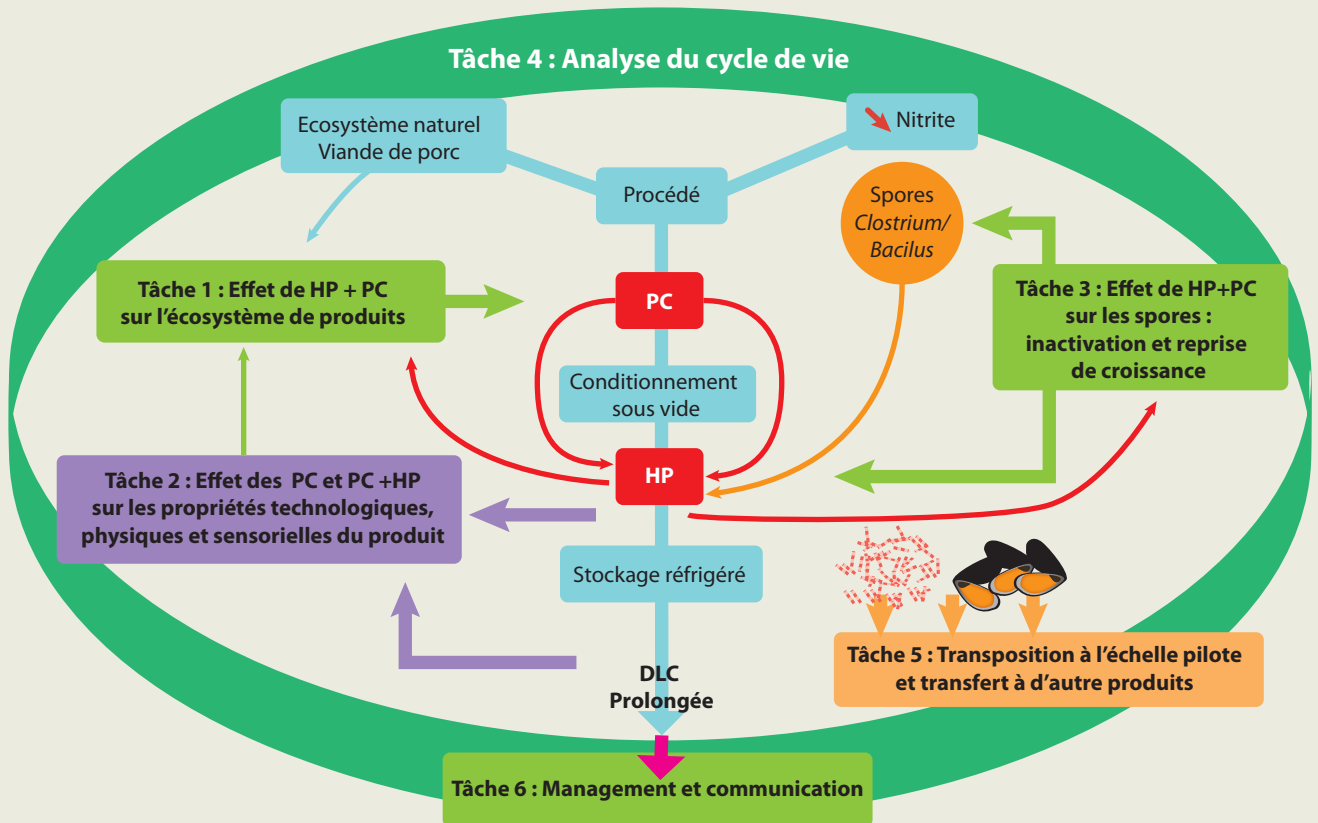 Tâche 4 : Analyse du cycle de vie
Ecosystème naturel
Viande de porc
Nitrite
Procédé
Spores
Clostrium/
Bacilus
Tâche 1 : Effet de HP + PC
sur l'écosystème de produits
PC
Tâche 3 : Effet de HP+PC
sur les spores :
inactivation et reprise
de croissance
Conditionnement
sous vide
Tâche 2 : Effet des PC et PC +HP
sur les propriétés technologiques,
physiques et sensorielles du produit
HP
Stockage réfrigéré
Tâche 5 : Transposition à l'échelle pilote
et transfert à d'autre produits
DLC
Prolongée
Tâche 6 : Management et communication